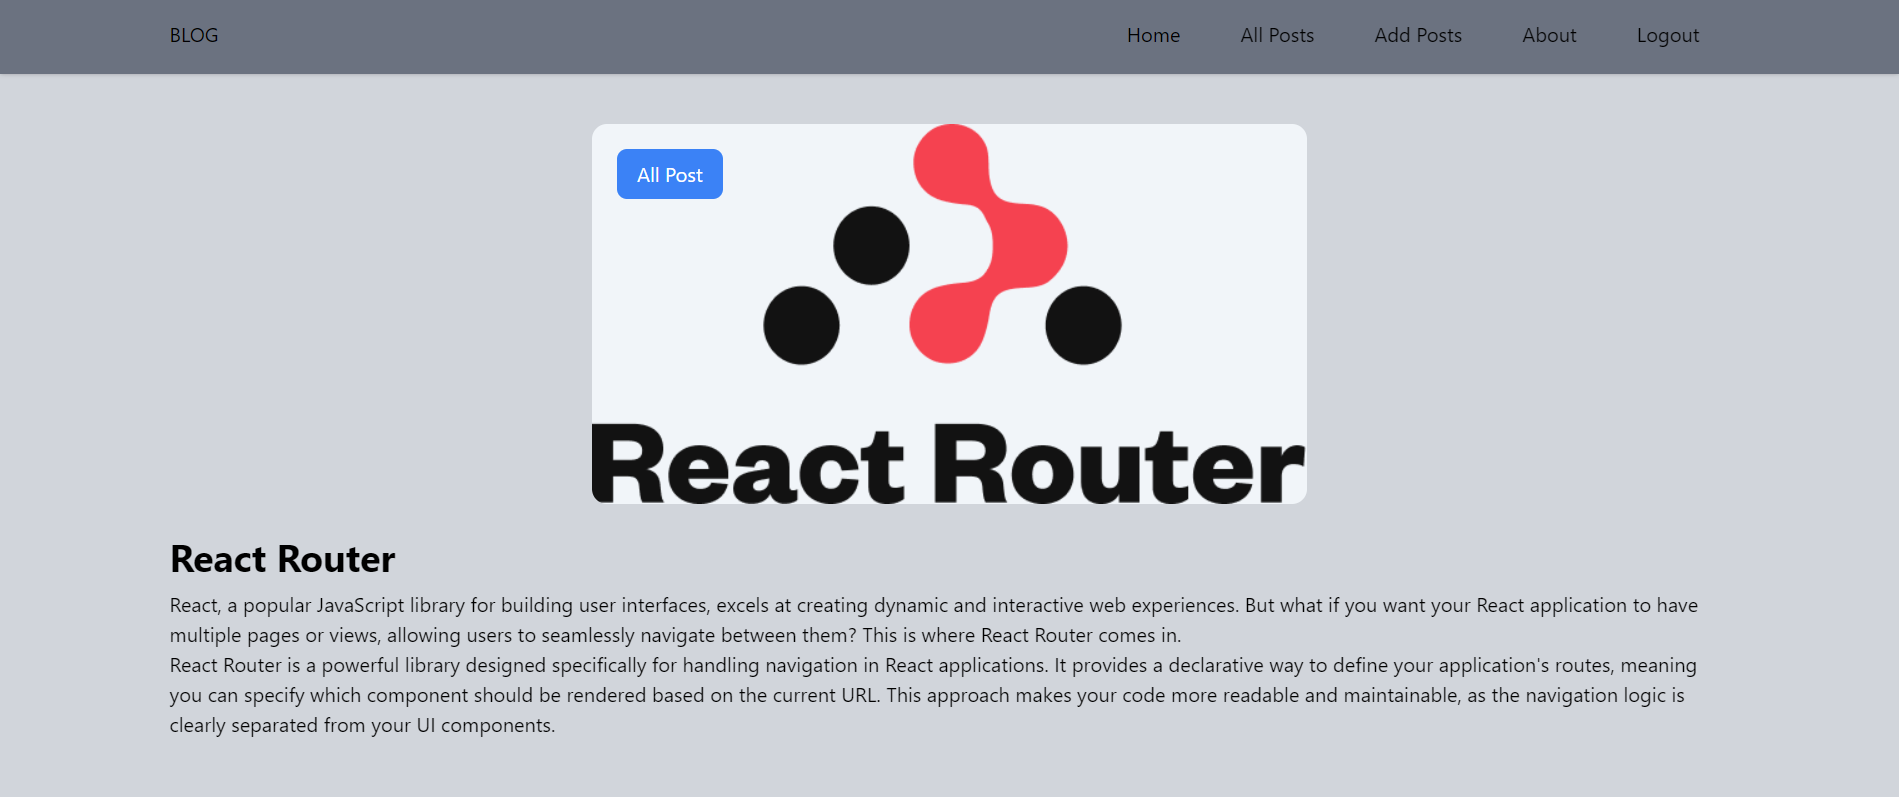 BLOG Home All Posts Add Posts About Logout
All Post
React Router
React Router
React, a popular JavaScript library for building user interfaces, excels at creating dynamic and interactive web experiences. But what if you want your React application to have
multiple pages or views, allowing users to seamlessly navigate between them? This is where React Router comes in.
React Router is a powerful library designed specifically for handling navigation in React applications. It provides a declarative way to define your application's routes, meaning
you can specify which component should be rendered based on the current URL. This approach makes your code more readable and maintainable, as the navigation logic is
clearly separated from your UI components.